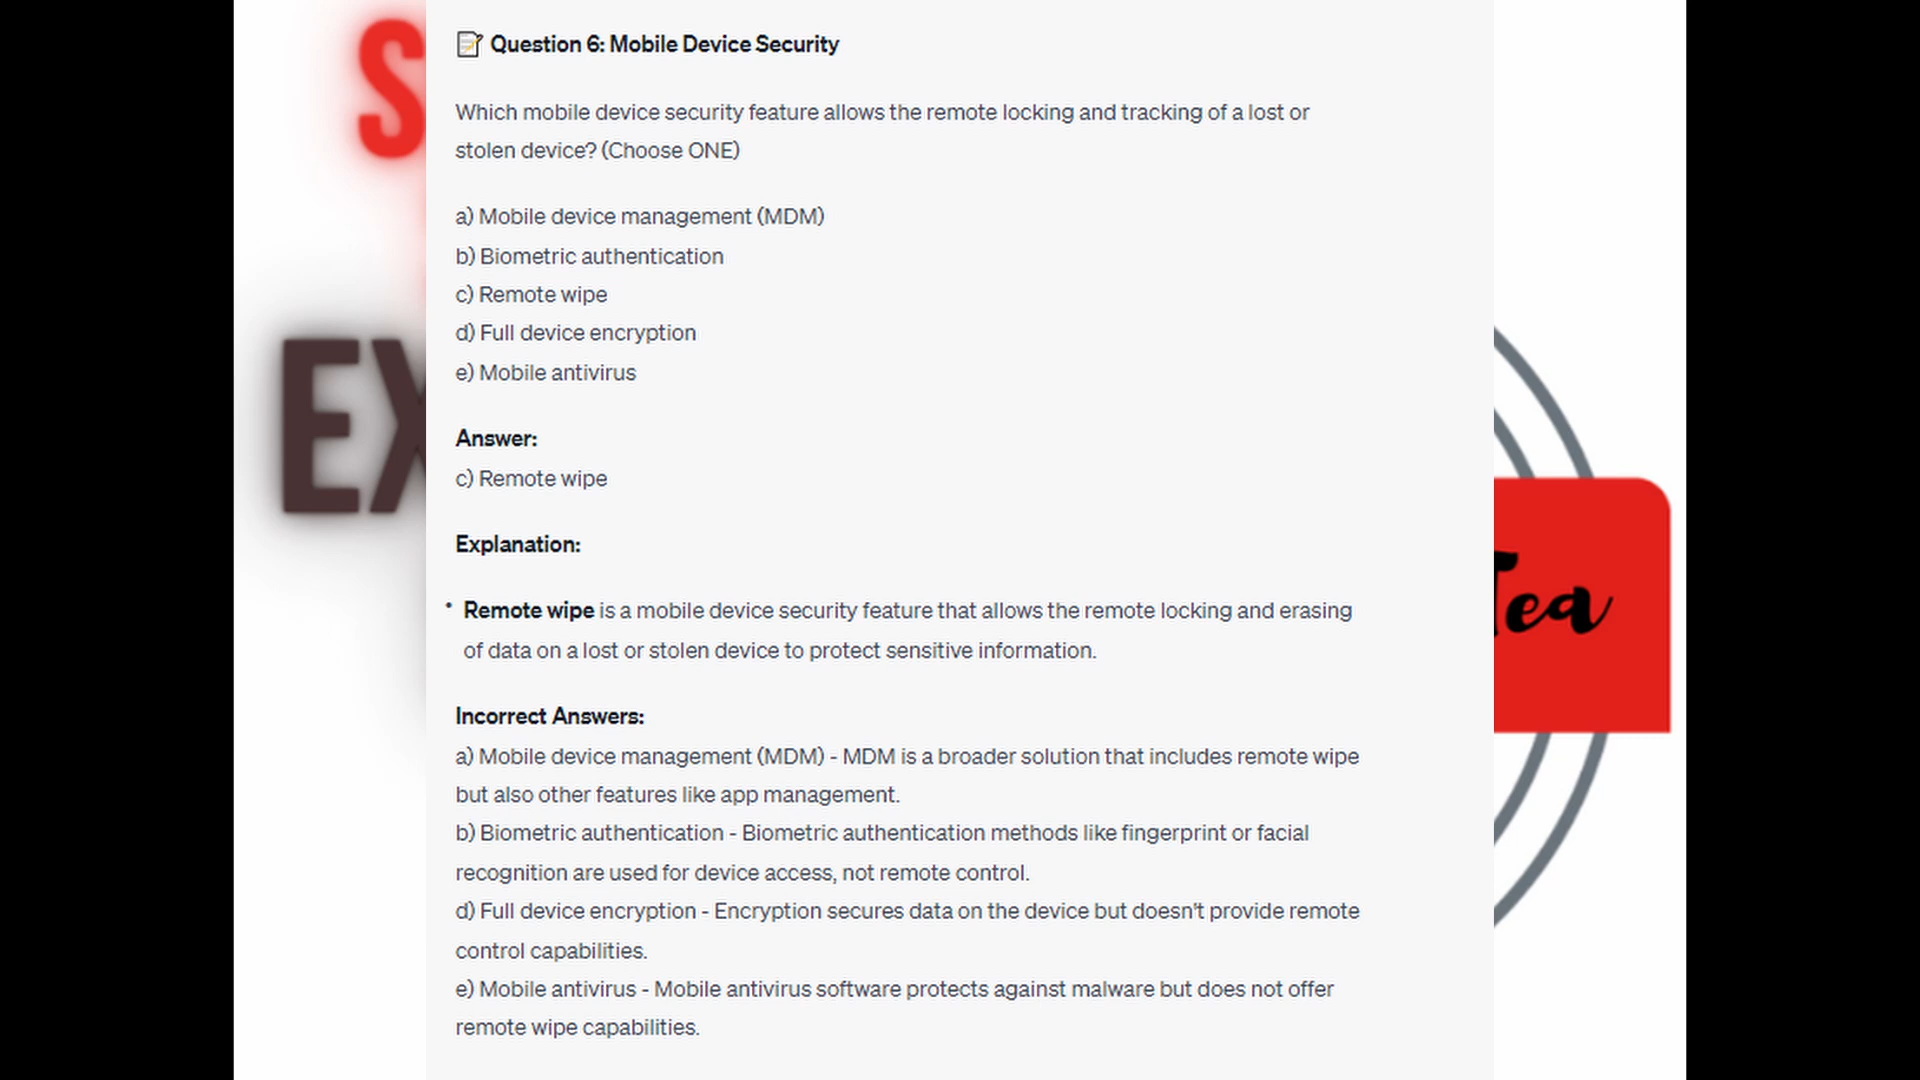 S
EX
📝 Question 6: Mobile Device Security
Which mobile device security feature allows the remote locking and tracking of a lost or
stolen device? (Choose ONE)
a) Mobile device management (MDM)
b) Biometric authentication
c) Remote wipe
d) Full device encryption
e) Mobile antivirus
Answer:
c) Remote wipe
Explanation:
• Remote wipe is a mobile device security feature that allows the remote locking and erasing
of data on a lost or stolen device to protect sensitive information.
Incorrect Answers:
a) Mobile device management (MDM) - MDM is a broader solution that includes remote wipe
but also other features like app management.
b) Biometric authentication - Biometric authentication methods like fingerprint or facial
recognition are used for device access, not remote control.
d) Full device encryption - Encryption secures data on the device but doesn't provide remote
control capabilities.
e) Mobile antivirus - Mobile antivirus software protects against malware but does not offer
remote wipe capabilities.
Tea